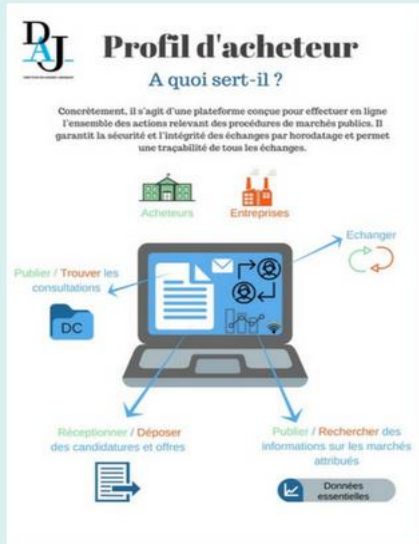 DAJ
Profil d'acheteur
A quoi sert-il ?
Concrètement, il s'agit d'une plateforme conçue pour effectuer en ligne
l'ensemble des actions relevant des procédures de marchés publics. Il
garantit la sécurité et l'intégrité des échanges par horodatage et permet
une traçabilité de tous les échanges.
Acheteurs
Entreprises
Echanger
Publier / Trouver les
consultations
DC
Réceptionner / Déposer
des candidatures et offres
Publier / Rechercher des
informations sur les marchés
attribués
Données
essentielles